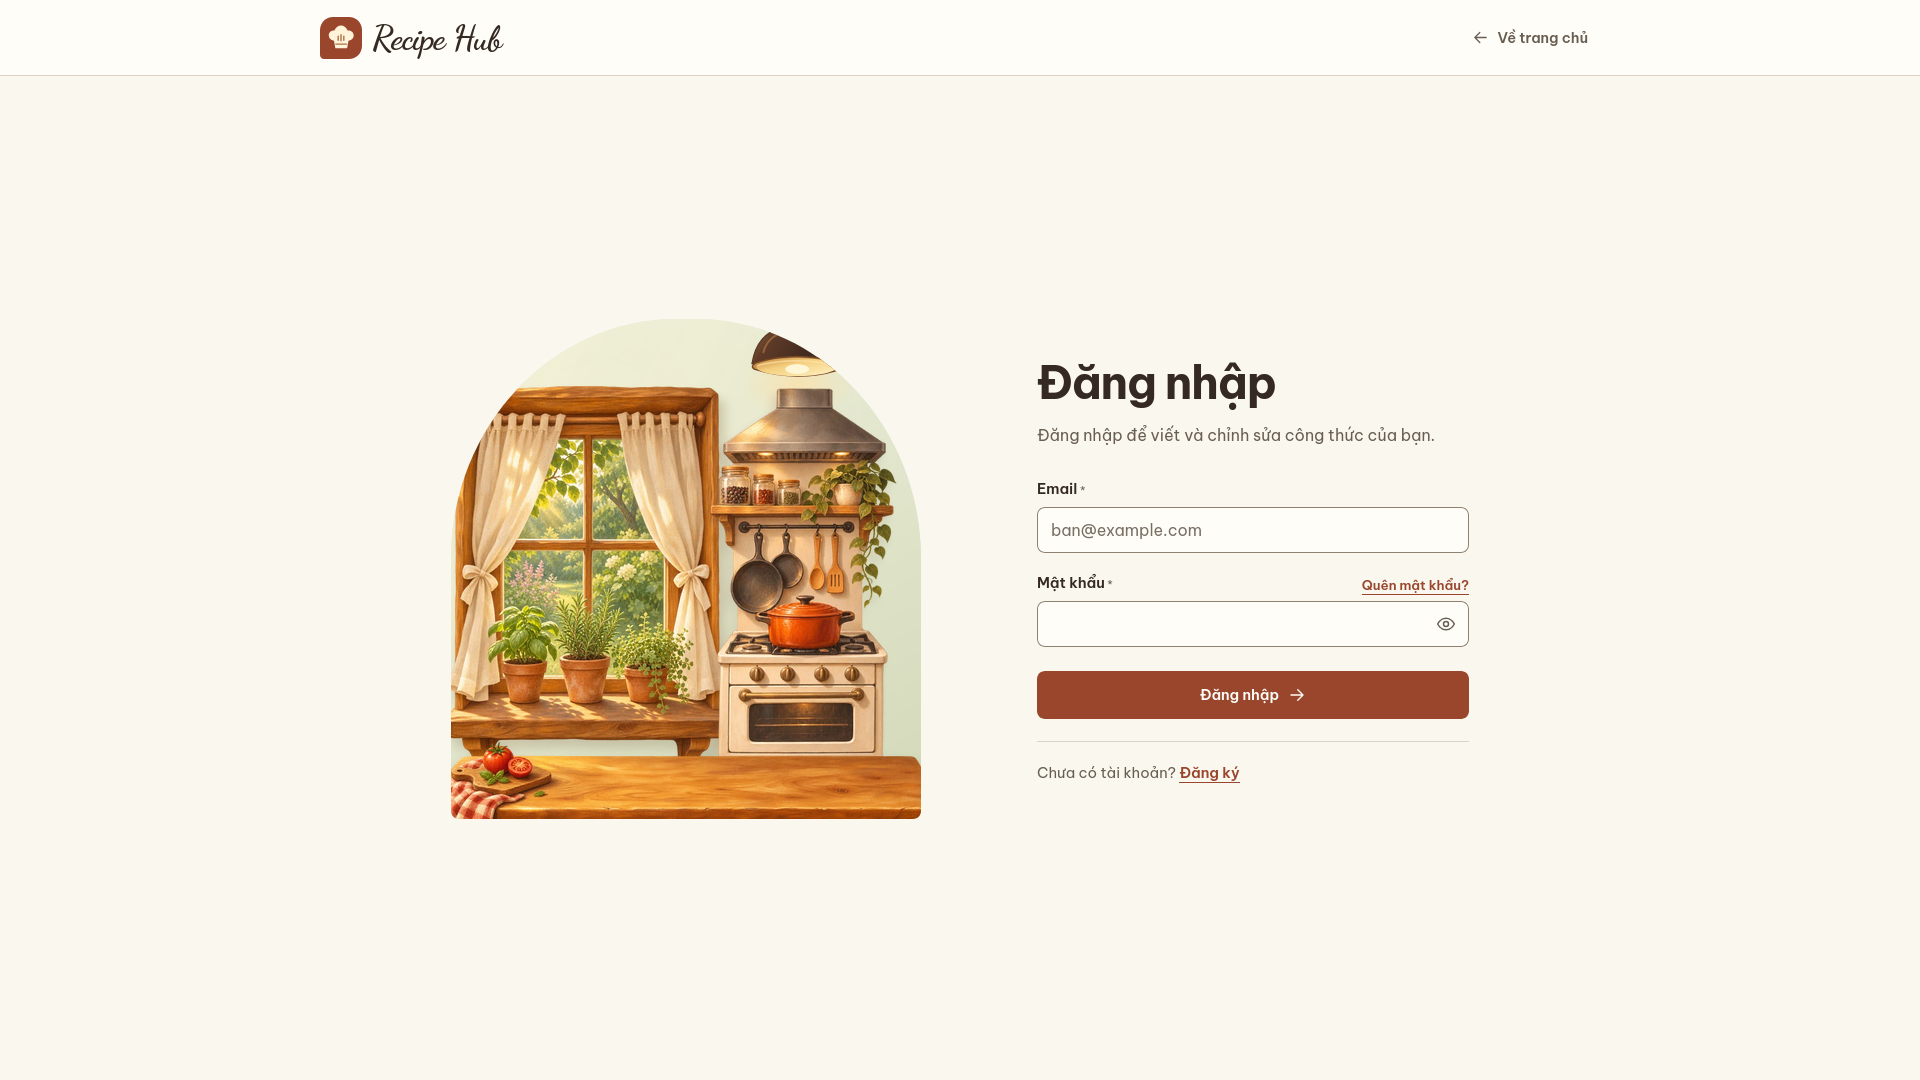 Recipe Hub
Về trang chủ
Đăng nhập
Đăng nhập để viết và chỉnh sửa công thức của bạn.
Email *
ban@example.com
Mật khẩu *
Quên mật khẩu?
Đăng nhập
Chưa có tài khoản? Đăng ký